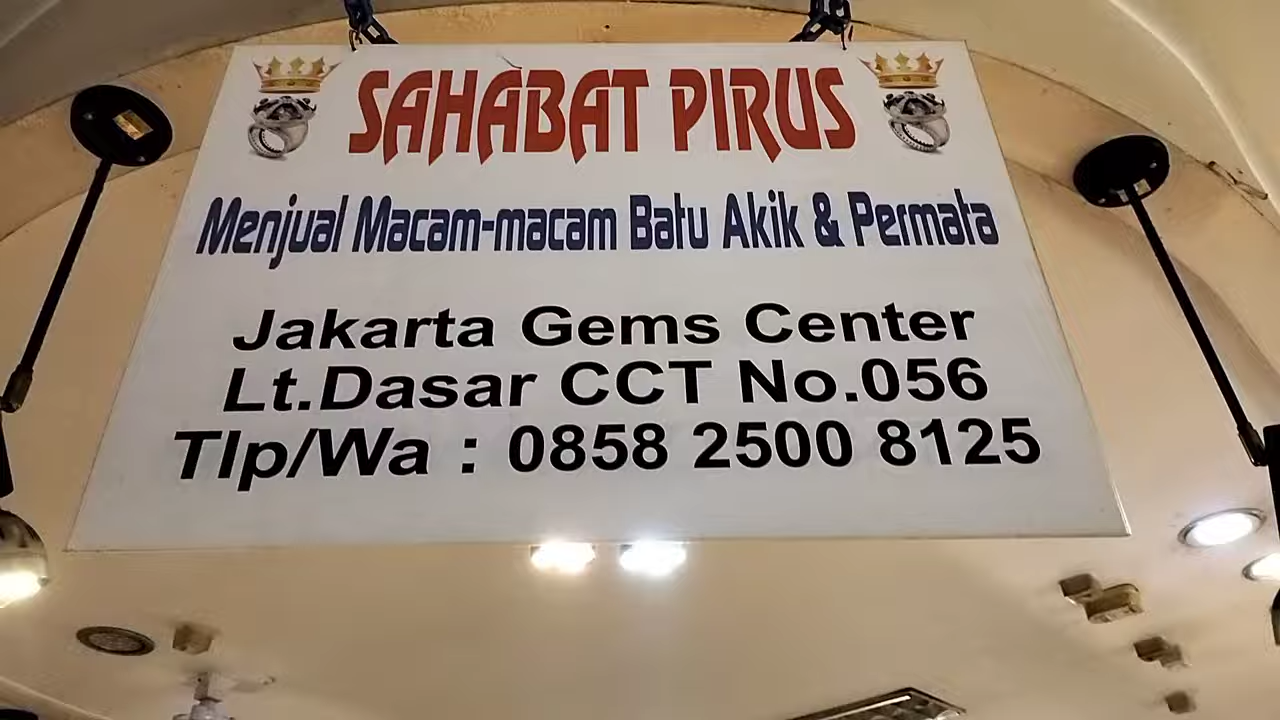 SAHABAT PIRUS
Menjual Macam-macam Batu Akik & Permata
Jakarta Gems Center
Lt.Dasar CCT No.056
Tlp/Wa : 0858 2500 8125